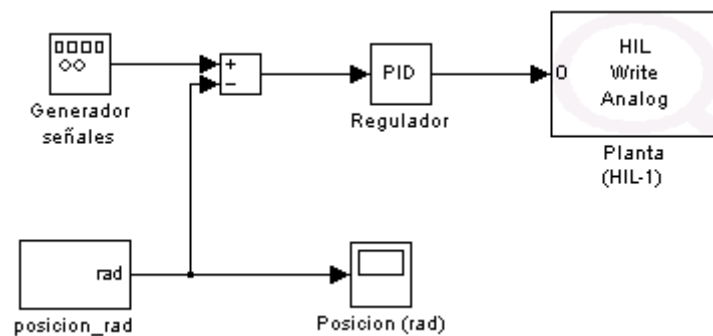 Generador
señales
+
−
PID
Regulador
0
HIL
Write
Analog
Planta
(HIL-1)
rad
posicion_rad
Posicion (rad)